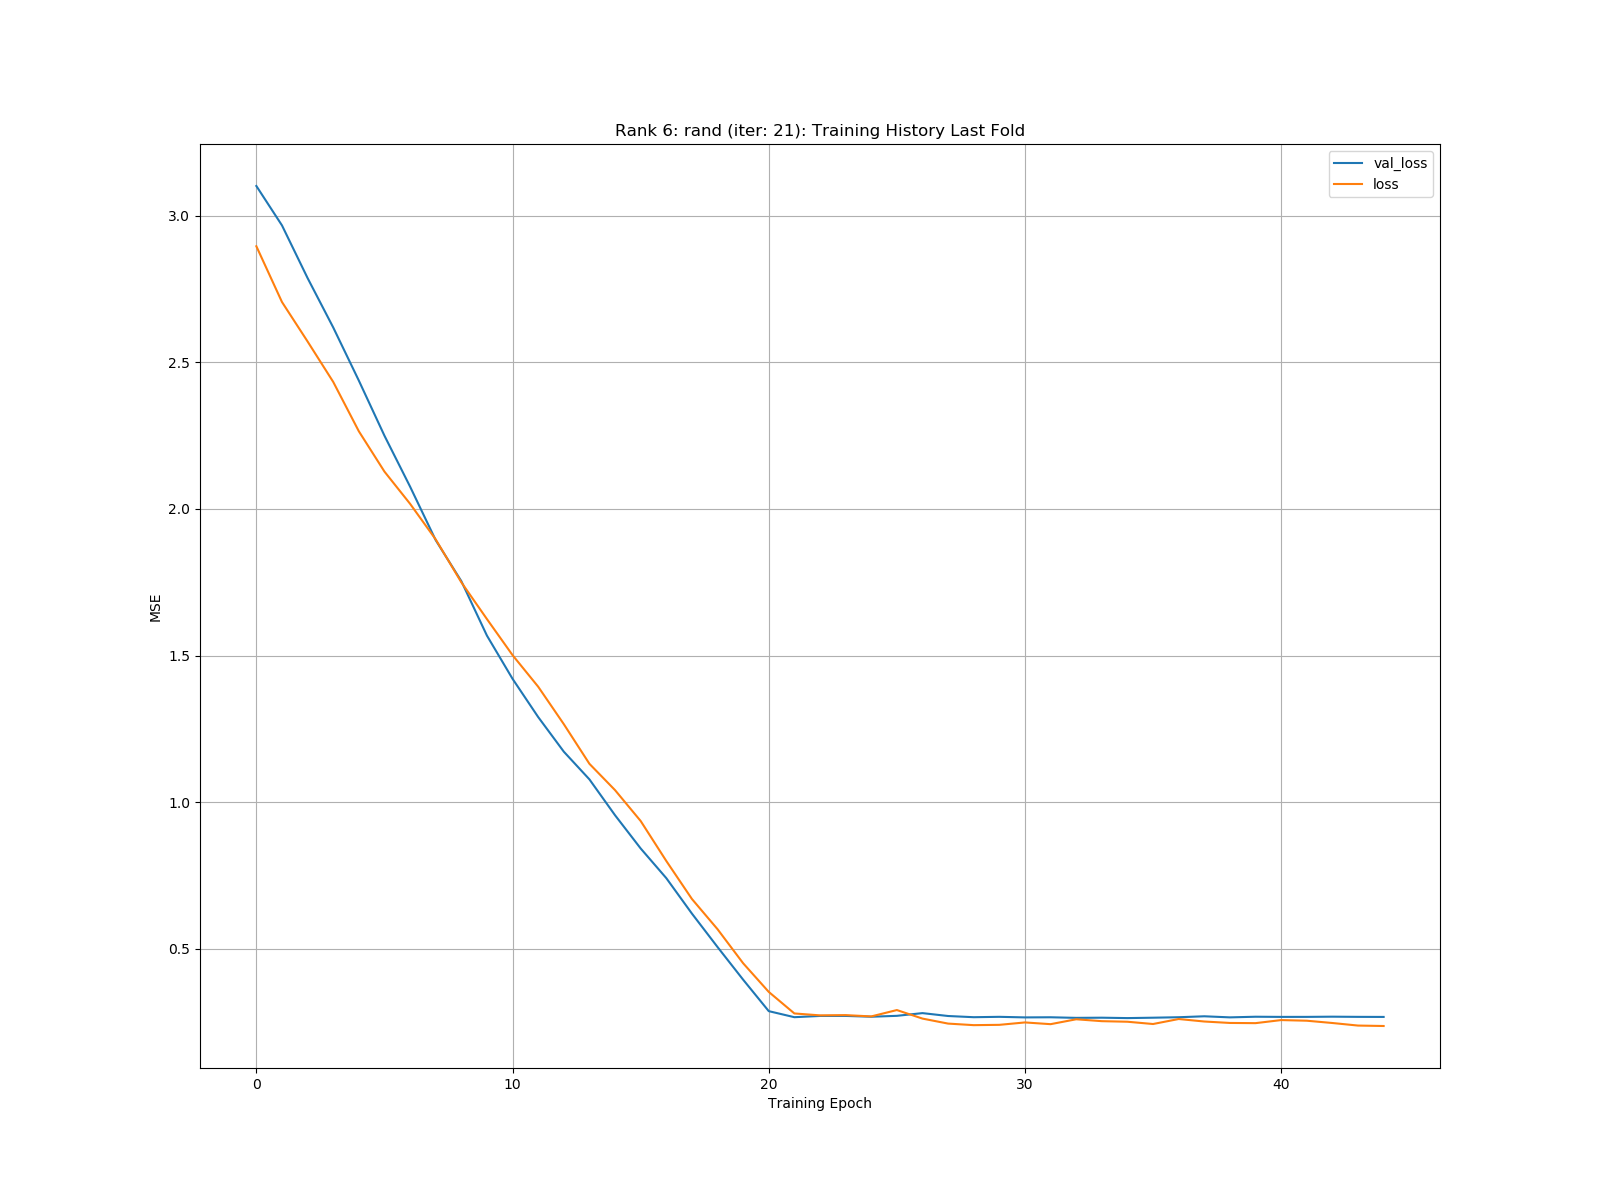 Rank 6: rand (iter: 21): Training History Last Fold
val_loss
loss
3.0
2.5
2.0
1.5
1.0
0.5
MSE
0 10 20 30 40
Training Epoch